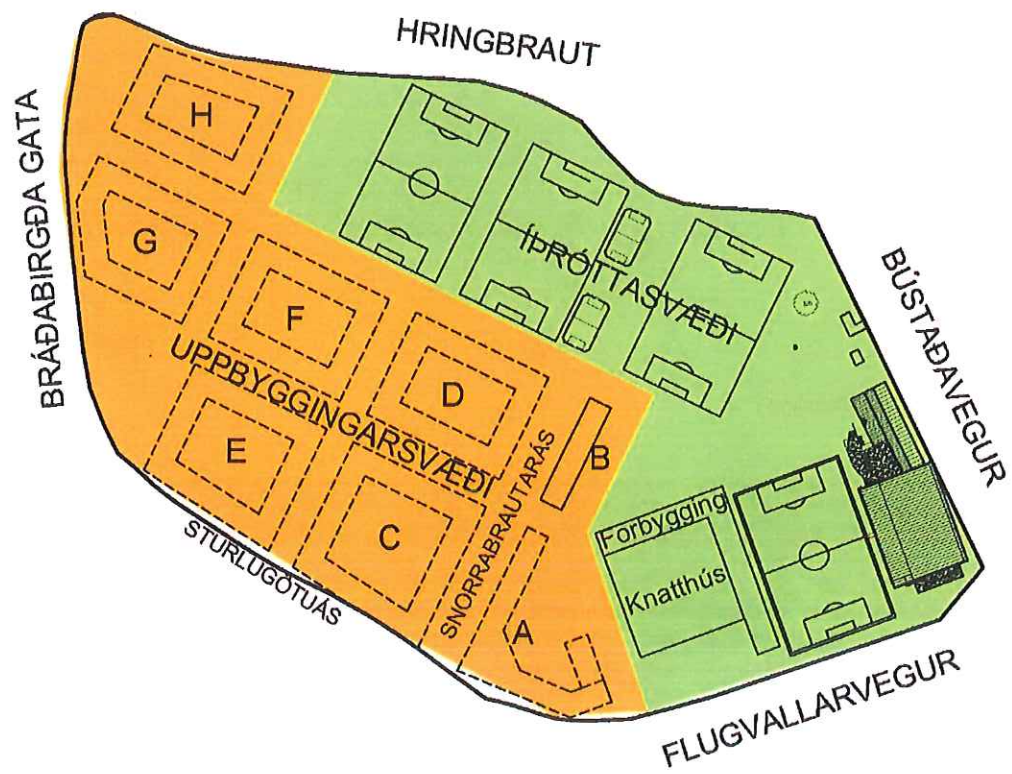 HRINGBRAUT
BRÁÐABIRGÐA GATA
H
G
F
ÍÞRÓTTASVÆÐI
BÚSTAÐAVEGUR
UPPBYGGINGARSVÆÐI
D
E
B
C
SNORRABRAUTARÁS
STURLUGÖTUÁS
A
Forbygging
Knatthús
FLUGVALLARVEGUR